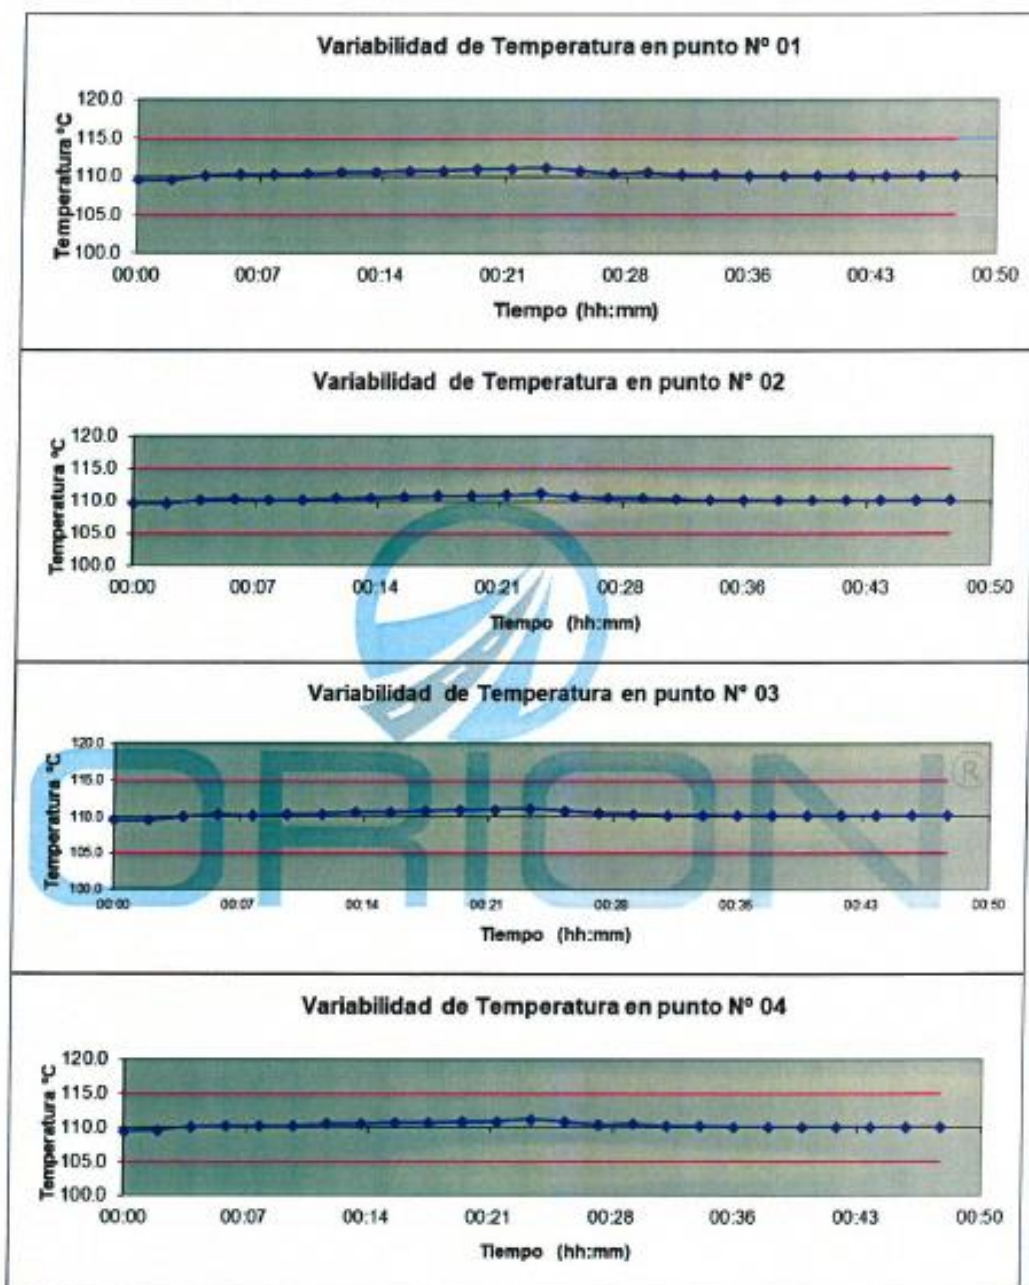 Variabilidad de Temperatura en punto Nº 01
Temperatura ºC
120.0
115.0
110.0
105.0
100.0
00:00 00:07 00:14 00:21 00:28 00:36 00:43 00:50
Tiempo (hh:mm)
Variabilidad de Temperatura en punto Nº 02
Temperatura ºC
120.0
115.0
110.0
105.0
100.0
00:00 00:07 00:14 00:21 00:28 00:36 00:43 00:50
Tiempo (hh:mm)
Variabilidad de Temperatura en punto Nº 03
Temperatura ºC
120.0
115.0
110.0
105.0
100.0
00:00 00:07 00:14 00:21 00:28 00:36 00:43 00:50
Tiempo (hh:mm)
ORION®
Variabilidad de Temperatura en punto Nº 04
Temperatura ºC
120.0
115.0
110.0
105.0
100.0
00:00 00:07 00:14 00:21 00:28 00:36 00:43 00:50
Tiempo (hh:mm)